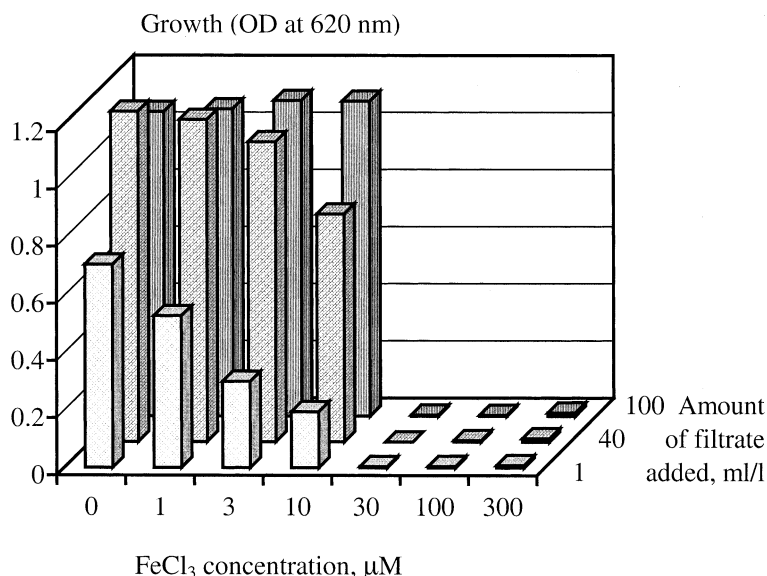 Growth (OD at 620 nm)
1.2
1
0.8
0.6
0.4
0.2
0
100 Amount
40 of filtrate
1 added, ml/l
0 1 3 10 30 100 300
FeCl₃ concentration, µM